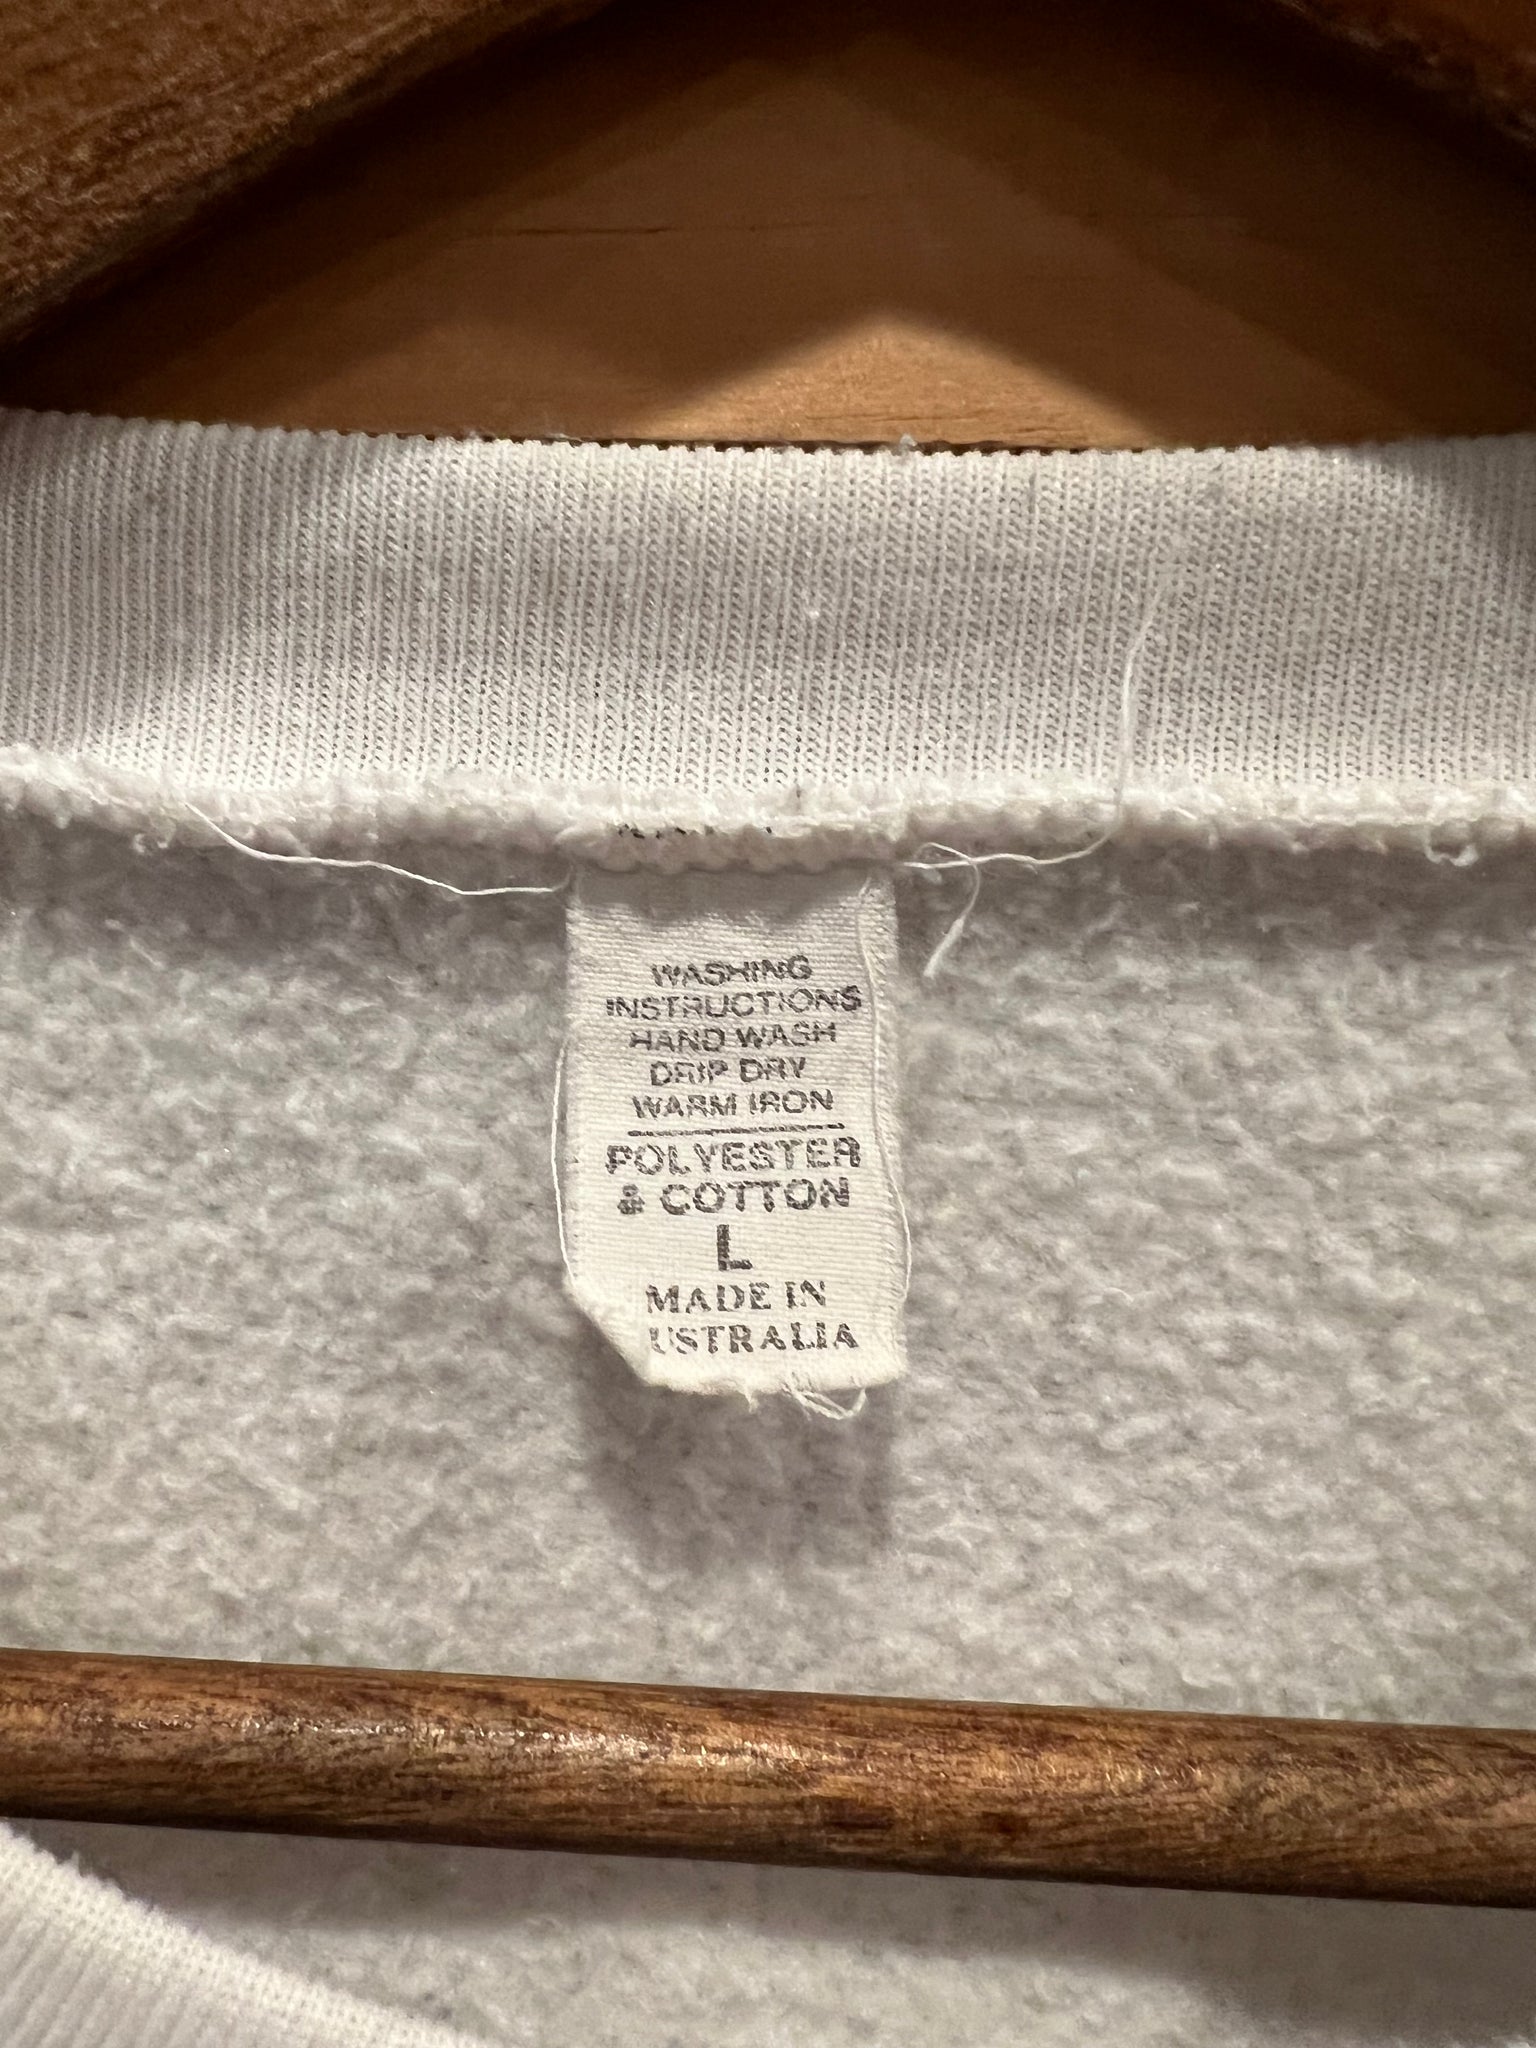 WASHING
INSTRUCTIONS
HAND WASH
DRIP DRY
WARM IRON
POLYESTER
& COTTON
L
MADE IN
USTRALIA